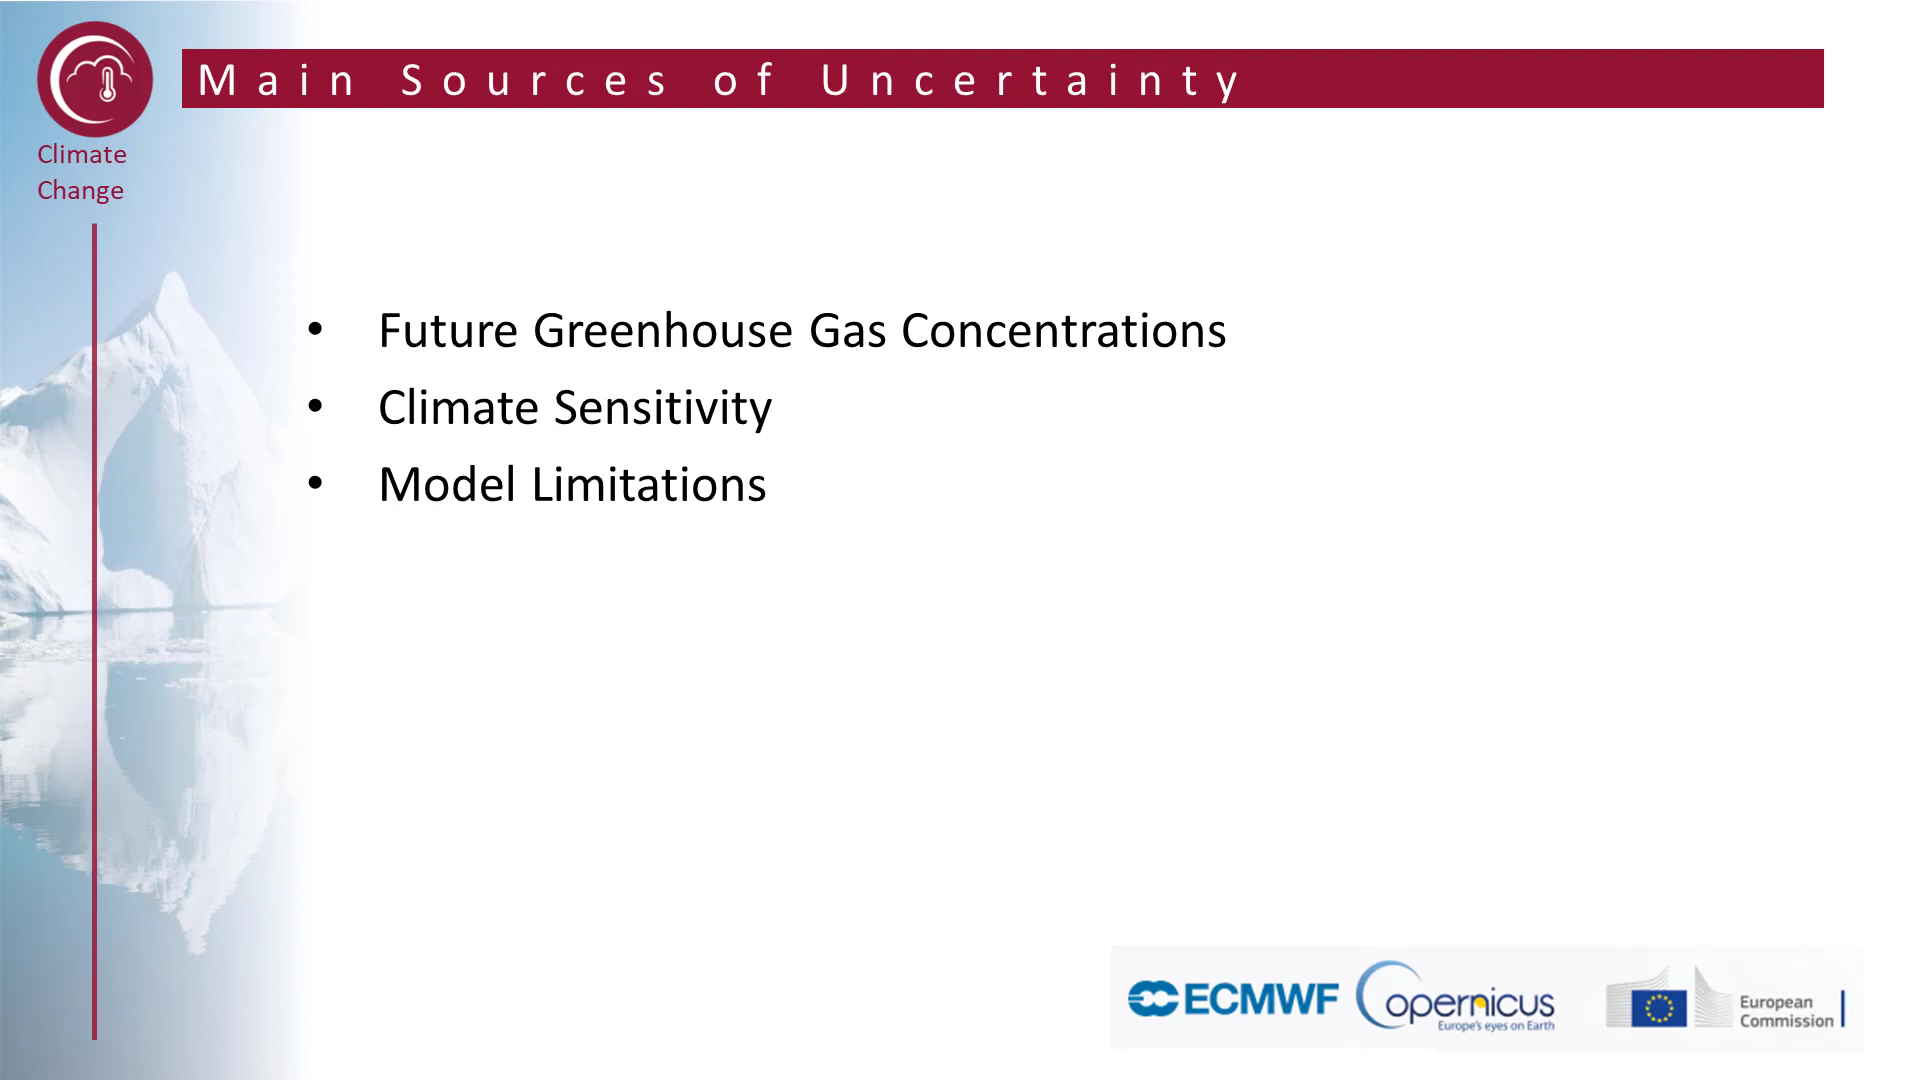 Main Sources of Uncertainty
Climate
Change
• Future Greenhouse Gas Concentrations
• Climate Sensitivity
• Model Limitations
ECMWF
Copernicus
Europe's eyes on Earth
European
Commission